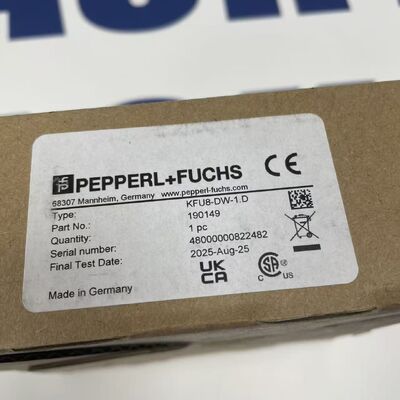 PEPPERL+FUCHS CE
68307 Mannheim, Germany www.pepperl-fuchs.com
Type: KFU8-DW-1.D
Part No.: 190149
Quantity: 1 pc
Serial number: 48000000822482
Final Test Date: 2025-Aug-25
Made in Germany
UK CA
C US